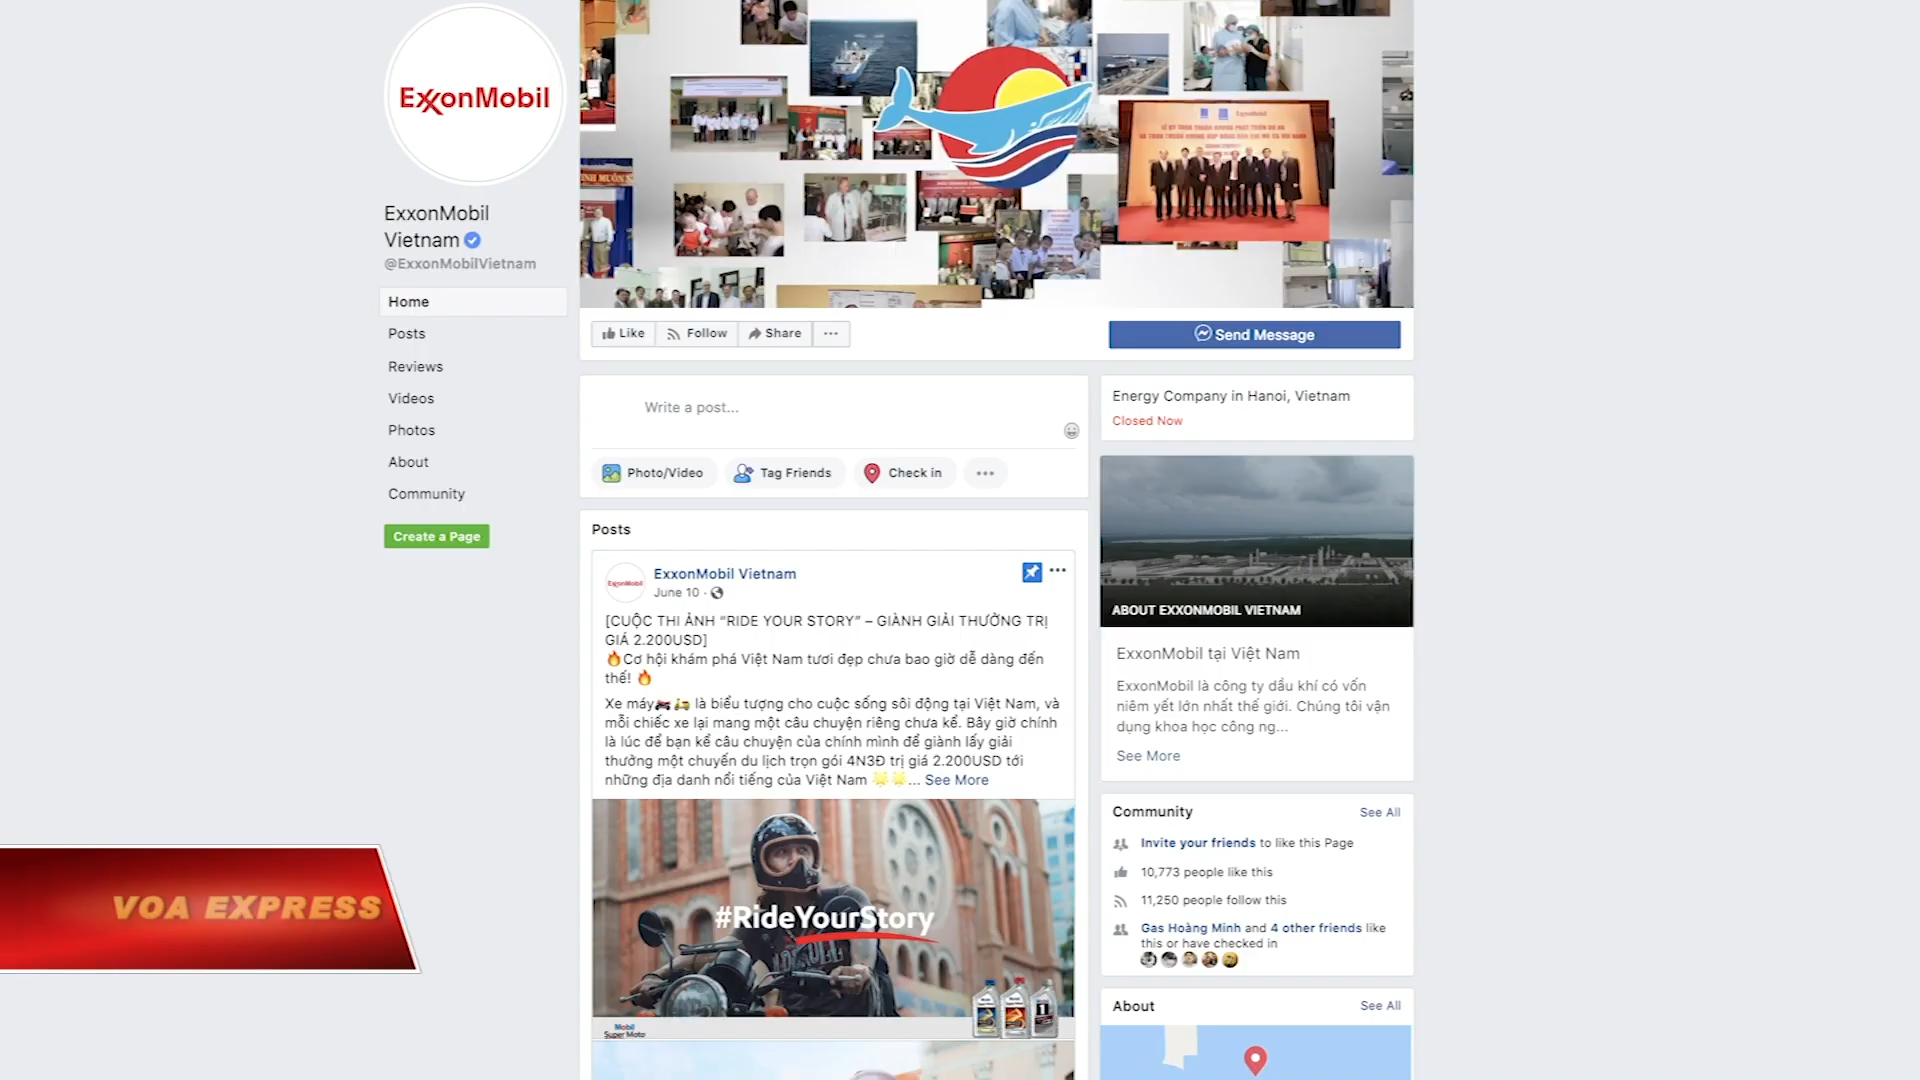 ExxonMobil
ExxonMobil
Vietnam
@ExxonMobilVietnam
Home
Posts
Reviews
Videos
Photos
About
Community
Create a Page
Like
Follow
Share
Send Message
Write a post...
Photo/Video
Tag Friends
Check in
Posts
ExxonMobil Vietnam
June 10 ·
[CUỘC THI ẢNH “RIDE YOUR STORY” – GIÀNH GIẢI THƯỞNG TRỊ
GIÁ 2.200USD]
🔥Cơ hội khám phá Việt Nam tươi đẹp chưa bao giờ dễ dàng đến
thế! 🔥
Xe máy🏍🛵 là biểu tượng cho cuộc sống sôi động tại Việt Nam, và
mỗi chiếc xe lại mang một câu chuyện riêng chưa kể. Bây giờ chính
là lúc để bạn kể câu chuyện của chính mình để giành lấy giải
thưởng một chuyến du lịch trọn gói 4N3Đ trị giá 2.200USD tới
những địa danh nổi tiếng của Việt Nam 🌟🌟... See More
#RideYourStory
Mobil
Super Moto
Energy Company in Hanoi, Vietnam
Closed Now
ABOUT EXXONMOBIL VIETNAM
ExxonMobil tại Việt Nam
ExxonMobil là công ty dầu khí có vốn
niêm yết lớn nhất thế giới. Chúng tôi vận
dụng khoa học công ng...
See More
Community
See All
Invite your friends to like this Page
10,773 people like this
11,250 people follow this
Gas Hoàng Minh and 4 other friends like
this or have checked in
About
See All
VOA EXPRESS